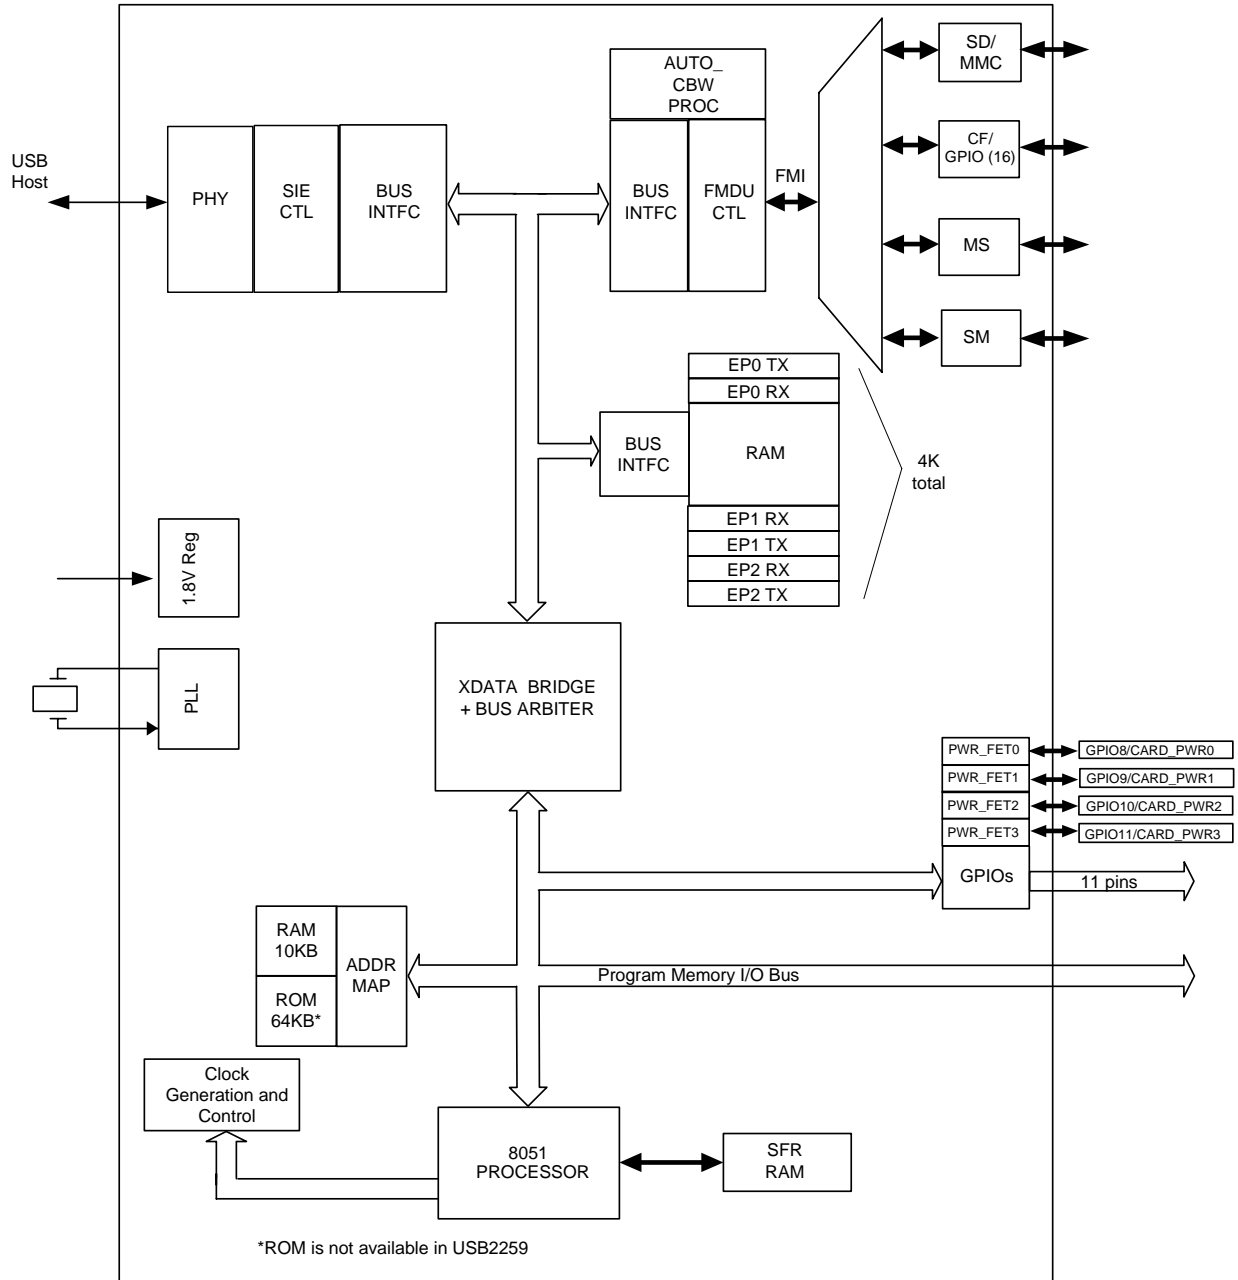 SD/
MMC
AUTO_
CBW
PROC
CF/
GPIO (16)
USB
Host
PHY
SIE
CTL
BUS
INTFC
BUS
INTFC
FMDU
CTL
FMI
MS
SM
EP0 TX
EP0 RX
BUS
INTFC
RAM
4K
total
EP1 RX
EP1 TX
EP2 RX
EP2 TX
1.8V Reg
PLL
XDATA BRIDGE
+ BUS ARBITER
PWR_FET0
GPIO8/CARD_PWR0
PWR_FET1
GPIO9/CARD_PWR1
PWR_FET2
GPIO10/CARD_PWR2
PWR_FET3
GPIO11/CARD_PWR3
GPIOs
11 pins
RAM
10KB
ROM
64KB*
ADDR
MAP
Program Memory I/O Bus
Clock
Generation and
Control
8051
PROCESSOR
SFR
RAM
*ROM is not available in USB2259